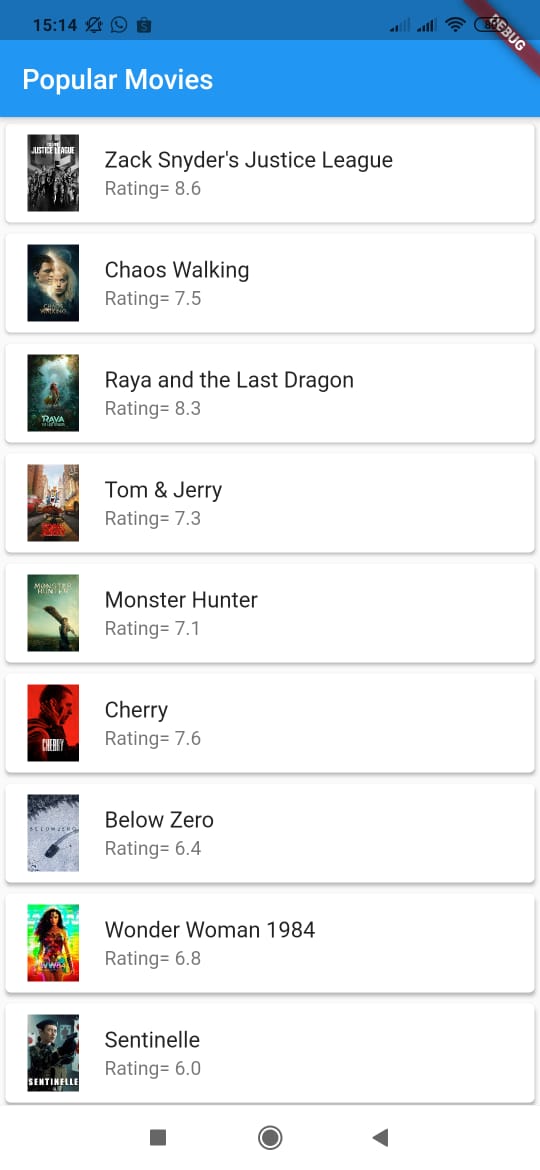 15:14
DEBUG
Popular Movies
JUSTICE LEAGUE
Zack Snyder's Justice League
Rating= 8.6
Chaos Walking
Rating= 7.5
CHAOS
WALKING
Raya and the Last Dragon
Rating= 8.3
RAYA
Tom & Jerry
Rating= 7.3
MONSTER
HUNTER
Monster Hunter
Rating= 7.1
Cherry
Rating= 7.6
CHERRY
BELOW ZERO
Below Zero
Rating= 6.4
Wonder Woman 1984
Rating= 6.8
WW84
Sentinelle
Rating= 6.0
SENTINELLE